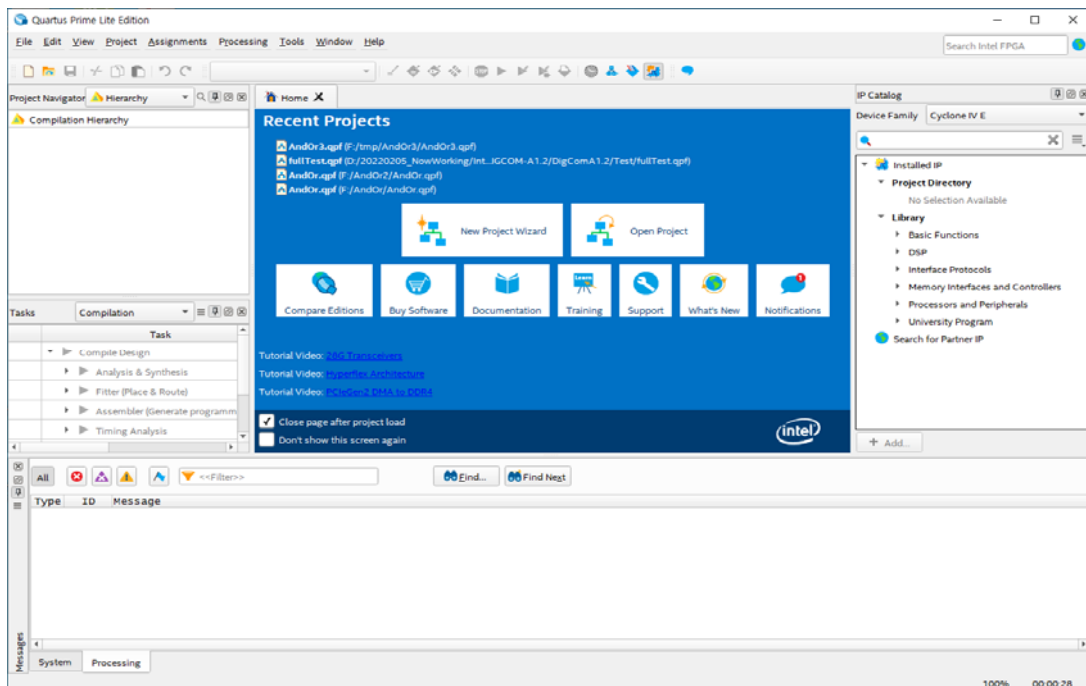 Quartus Prime Lite Edition
File Edit View Project Assignments Processing Tools Window Help
Search Intel FPGA
Project Navigator Hierarchy
Compilation Hierarchy
Home
Recent Projects
AndOr3.qpf (F:/tmp/AndOr3/AndOr3.qpf)
fullTest.qpf (D:/20220205_NowWorking/Int...IGCOM-A1.2/DigComA1.2/Test/fullTest.qpf)
AndOr.qpf (F:/AndOr2/AndOr.qpf)
AndOr.qpf (F:/AndOr/AndOr.qpf)
New Project Wizard
Open Project
Compare Editions
Buy Software
Documentation
Learn
Training
Support
What's New
1
Notifications
Tutorial Video: 28G Transceivers
Tutorial Video: Hyperflex Architecture
Tutorial Video: PCIeGen2 DMA to DDR4
Close page after project load
Don't show this screen again
intel
IP Catalog
Device Family Cyclone IV E
Installed IP
Project Directory
No Selection Available
Library
Basic Functions
DSP
Interface Protocols
Memory Interfaces and Controllers
Processors and Peripherals
University Program
Search for Partner IP
+ Add...
Tasks Compilation
Task
Compile Design
Analysis & Synthesis
Fitter (Place & Route)
Assembler (Generate programm
Timing Analysis
All <<Filter>> Find... Find Next
Type ID Message
Messages
System Processing
100% 00:00:28